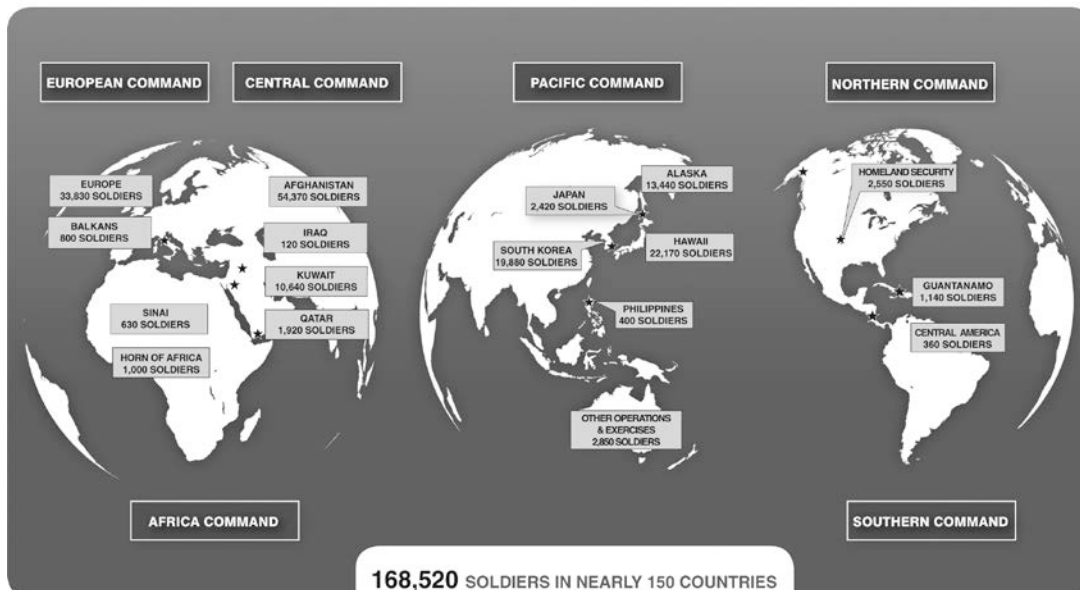 EUROPEAN COMMAND
CENTRAL COMMAND
PACIFIC COMMAND
NORTHERN COMMAND
EUROPE
33,830 SOLDIERS
BALKANS
800 SOLDIERS
AFGHANISTAN
54,370 SOLDIERS
IRAQ
120 SOLDIERS
KUWAIT
10,640 SOLDIERS
QATAR
1,920 SOLDIERS
SINAI
630 SOLDIERS
HORN OF AFRICA
1,000 SOLDIERS
ALASKA
13,440 SOLDIERS
JAPAN
2,420 SOLDIERS
SOUTH KOREA
19,880 SOLDIERS
HAWAII
22,170 SOLDIERS
PHILIPPINES
400 SOLDIERS
OTHER OPERATIONS
& EXERCISES
2,850 SOLDIERS
HOMELAND SECURITY
2,550 SOLDIERS
GUANTANAMO
1,140 SOLDIERS
CENTRAL AMERICA
360 SOLDIERS
AFRICA COMMAND
SOUTHERN COMMAND
168,520 SOLDIERS IN NEARLY 150 COUNTRIES